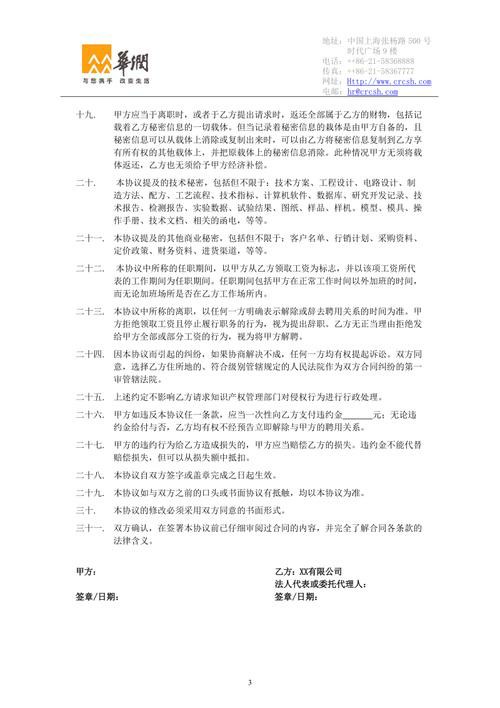 华润
与您携手 改变生活
地址：中国上海张杨路 500 号
时代广场 9 楼
电话：++86-21-58368888
传真：++86-21-58367777
网址：Http://www.crcsh.com
电邮：hr@crcsh.com
十九. 甲方应当于离职时，或者于乙方提出请求时，返还全部属于乙方的财物，包括记
载着乙方秘密信息的一切载体。但当记录着秘密信息的载体是由甲方自备的，且
秘密信息可以从载体上消除或复制出来时，可以由乙方将秘密信息复制到乙方享
有所有权的其他载体上，并把原载体上的秘密信息消除。此种情况甲方无须将载
体返还，乙方也无须给予甲方经济补偿。
二十. 本协议提及的技术秘密，包括但不限于：技术方案、工程设计、电路设计、制
造方法、配方、工艺流程、技术指标、计算机软件、数据库、研究开发记录、技
术报告、检测报告、实验数据、试验结果、图纸、样品、样机、模型、模具、操
作手册、技术文档、相关的函电，等等。
二十一. 本协议提及的其他商业秘密，包括但不限于：客户名单、行销计划、采购资料、
定价政策、财务资料、进货渠道，等等。
二十二. 本协议中所称的任职期间，以甲方从乙方领取工资为标志，并以该项工资所代
表的工作期间为任职期间。任职期间包括甲方在正常工作时间以外加班的时间，
而无论加班场所是否在乙方工作场所内。
二十三. 本协议中所称的离职，以任何一方明确表示解除或辞去聘用关系的时间为准。甲
方拒绝领取工资且停止履行职务的行为，视为提出辞职。乙方无正当理由拒绝发
给甲方全部或部分工资的行为，视为将甲方解聘。
二十四. 因本协议而引起的纠纷，如果协商解决不成，任何一方均有权提起诉讼。双方同
意，选择乙方住所地的、符合级别管辖规定的人民法院作为双方合同纠纷的第一
审管辖法院。
二十五. 上述约定不影响乙方请求知识产权管理部门对侵权行为进行行政处理。
二十六. 甲方如违反本协议任一条款，应当一次性向乙方支付违约金______元；无论违
约金给付与否，乙方均有权不经预告立即解除与甲方的聘用关系。
二十七. 甲方的违约行为给乙方造成损失的，甲方应当赔偿乙方的损失。违约金不能代替
赔偿损失，但可以从损失额中抵扣。
二十八. 本协议自双方签字或盖章完成之日起生效。
二十九. 本协议如与双方之前的口头或书面协议有抵触，均以本协议为准。
三十. 本协议的修改必须采用双方同意的书面形式。
三十一. 双方确认，在签署本协议前已仔细审阅过合同的内容，并完全了解合同各条款的
法律含义。
甲方： 乙方：XX有限公司
法人代表或委托代理人：
签章/日期： 签章/日期：
3